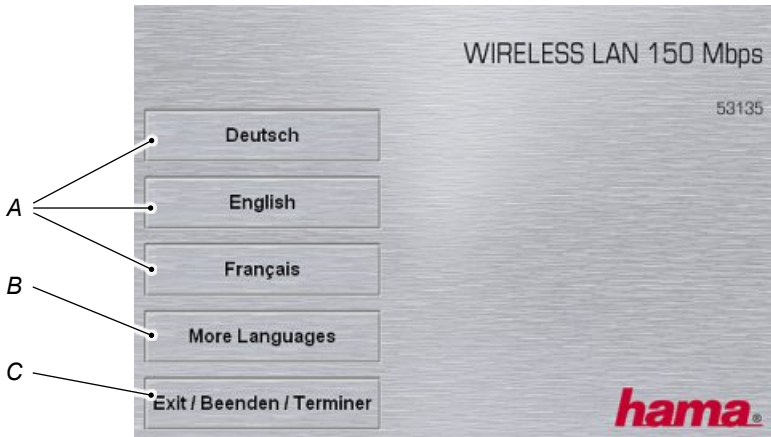 WIRELESS LAN 150 Mbps
53135
Deutsch
A
English
Français
B
More Languages
C
Exit / Beenden / Terminer
hama.